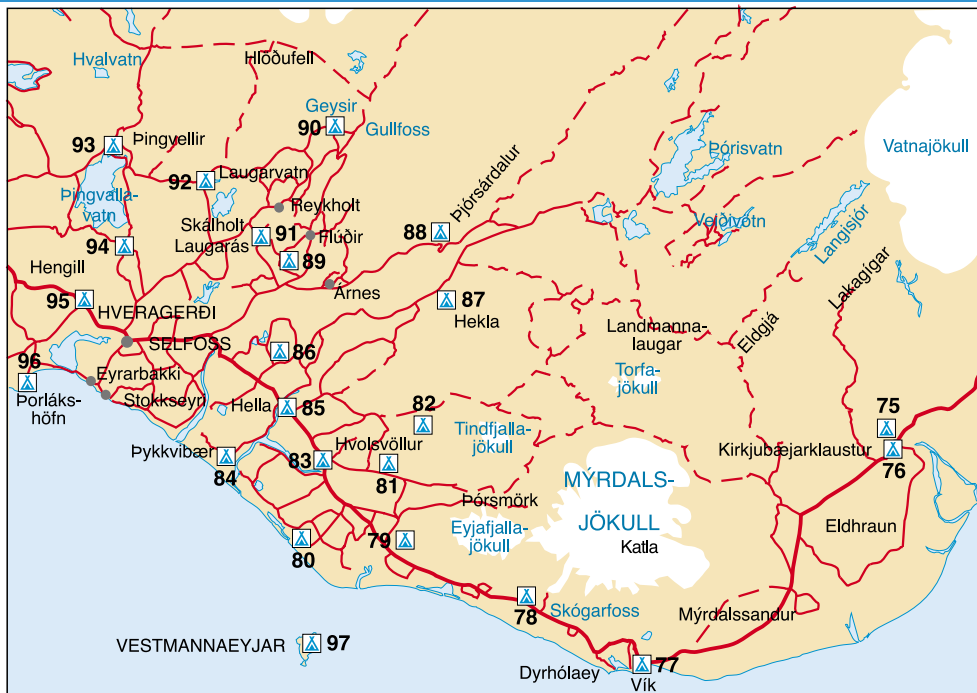 Hvalvatn
Hlöðufell
Geysir
90
Gullfoss
93
Þingvellir
Þórisvatn
Vatnajökull
92
Laugarvatn
Þingvalla-
vatn
Reykholt
Þjórsárdalur
Skálholt
91
Flúðir
88
Veiðivötn
Langisjór
94
Laugarás
89
Hengill
Árnes
87
Hekla
Lakagígar
95
HVERAGERÐI
Landmanna-
laugar
Eldgjá
SELFOSS
86
96
Eyrarbakki
Torfa-
jökull
Þorláks-
höfn
Stokkseyri
Hella
85
82
75
Tindfjalla-
jökull
Þykkvibær
83
Hvolsvöllur
Kirkjubæjarklaustur
84
81
76
MÝRDALS-
JÖKULL
Þórsmörk
Eldhraun
79
Eyjafjalla-
jökull
Katla
80
78
Skógarfoss
Mýrdalssandur
VESTMANNAEYJAR
97
Dyrhólaey
77
Vík